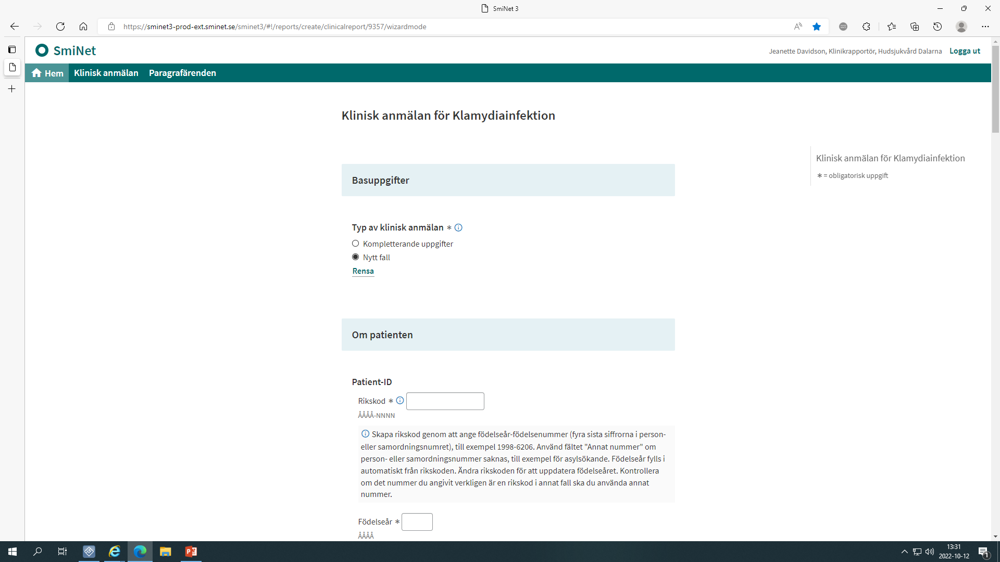 SmiNet 3
https://sminet3-prod-ext.sminet.se/sminet3/#!/reports/create/clinicalreport/9357/wizardmode
SmiNet
Jeanette Davidson, Klinikrapportör, Hudsjukvård Dalarna Logga ut
Hem Klinisk anmälan Paragrafärenden
Klinisk anmälan för Klamydiainfektion
Klinisk anmälan för Klamydiainfektion
* = obligatorisk uppgift
Basuppgifter
Typ av klinisk anmälan *
Kompletterande uppgifter
Nytt fall
Rensa
Om patienten
Patient-ID
Rikskod *
ÅÅÅÅ-NNNN
Skapa rikskod genom att ange födelseår-födelsenummer (fyra sista siffrorna i person-
eller samordningsnumret), till exempel 1998-6206. Använd fältet "Annat nummer" om
person- eller samordningsnummer saknas, till exempel för asylsökande. Födelseår fylls i
automatiskt från rikskoden. Ändra rikskoden för att uppdatera födelseåret. Kontrollera
om det nummer du angivit verkligen är en rikskod i annat fall ska du använda annat
nummer.
Födelseår *
ÅÅÅÅ
13:31
2022-10-12
1